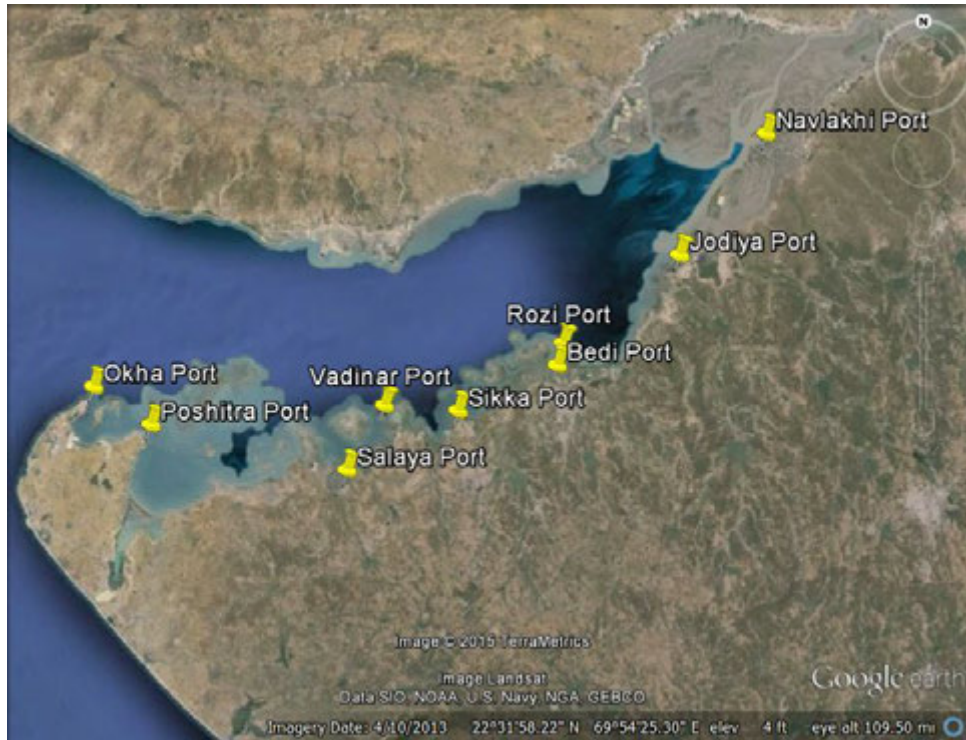 N
Navlakhi Port
Jodiya Port
Rozi Port
Bedi Port
Okha Port
Vadinar Port
Sikka Port
Poshitra Port
Salaya Port
Image © 2015 TerraMetrics
Image Landsat
Data SIO, NOAA, U.S. Navy, NGA, GEBCO
Google earth
Imagery Date: 4/10/2013 22°31'58.22" N 69°54'25.30" E elev 4 ft eye alt 109.50 mi